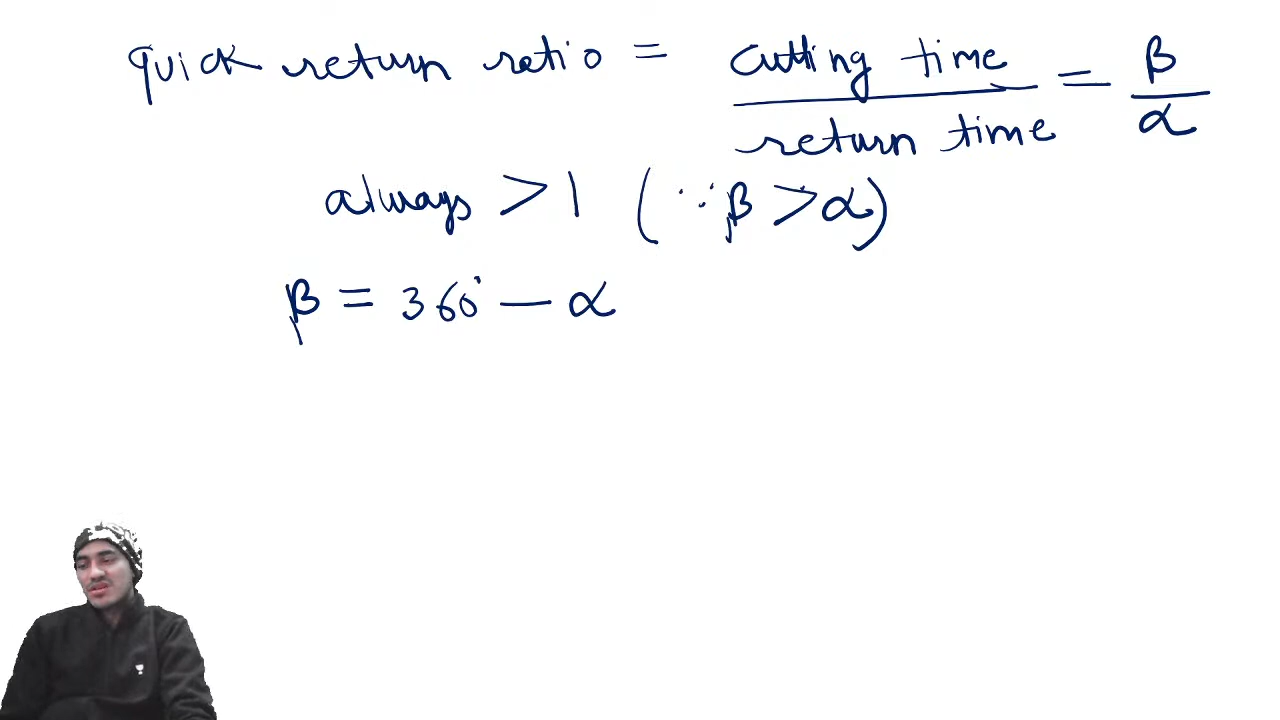 quick return ratio = cutting time / return time = β / α
always > 1 (∵ β > α)
β = 360° − α